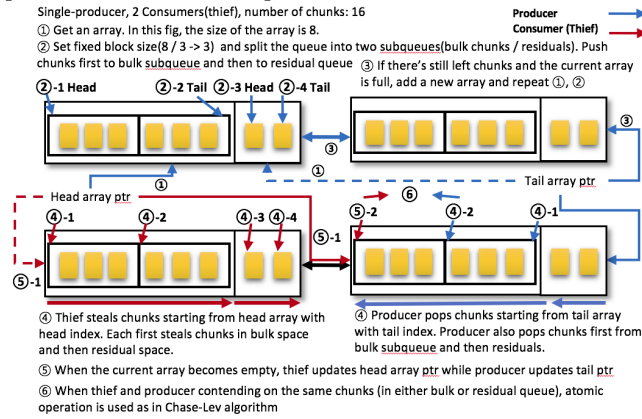 Single-producer, 2 Consumers(thief), number of chunks: 16
Producer
Consumer (Thief)
① Get an array. In this fig, the size of the array is 8.
② Set fixed block size(8 / 3 -> 3) and split the queue into two subqueues(bulk chunks / residuals). Push
chunks first to bulk subqueue and then to residual queue
③ If there's still left chunks and the current array
is full, add a new array and repeat ①, ②
②-1 Head
②-2 Tail
②-3 Head
②-4 Tail
③
③
①
①
Head array ptr
Tail array ptr
⑥
④-1
④-2
④-3
④-4
⑤-1
⑤-1
⑤-2
④-2
④-1
④ Thief steals chunks starting from head array with
head index. Each first steals chunks in bulk space
and then residual space.
④ Producer pops chunks starting from tail array
with tail index. Producer also pops chunks first from
bulk subqueue and then residuals.
⑤ When the current array becomes empty, thief updates head array ptr while producer updates tail ptr
⑥ When thief and producer contending on the same chunks (in either bulk or residual queue), atomic
operation is used as in Chase-Lev algorithm